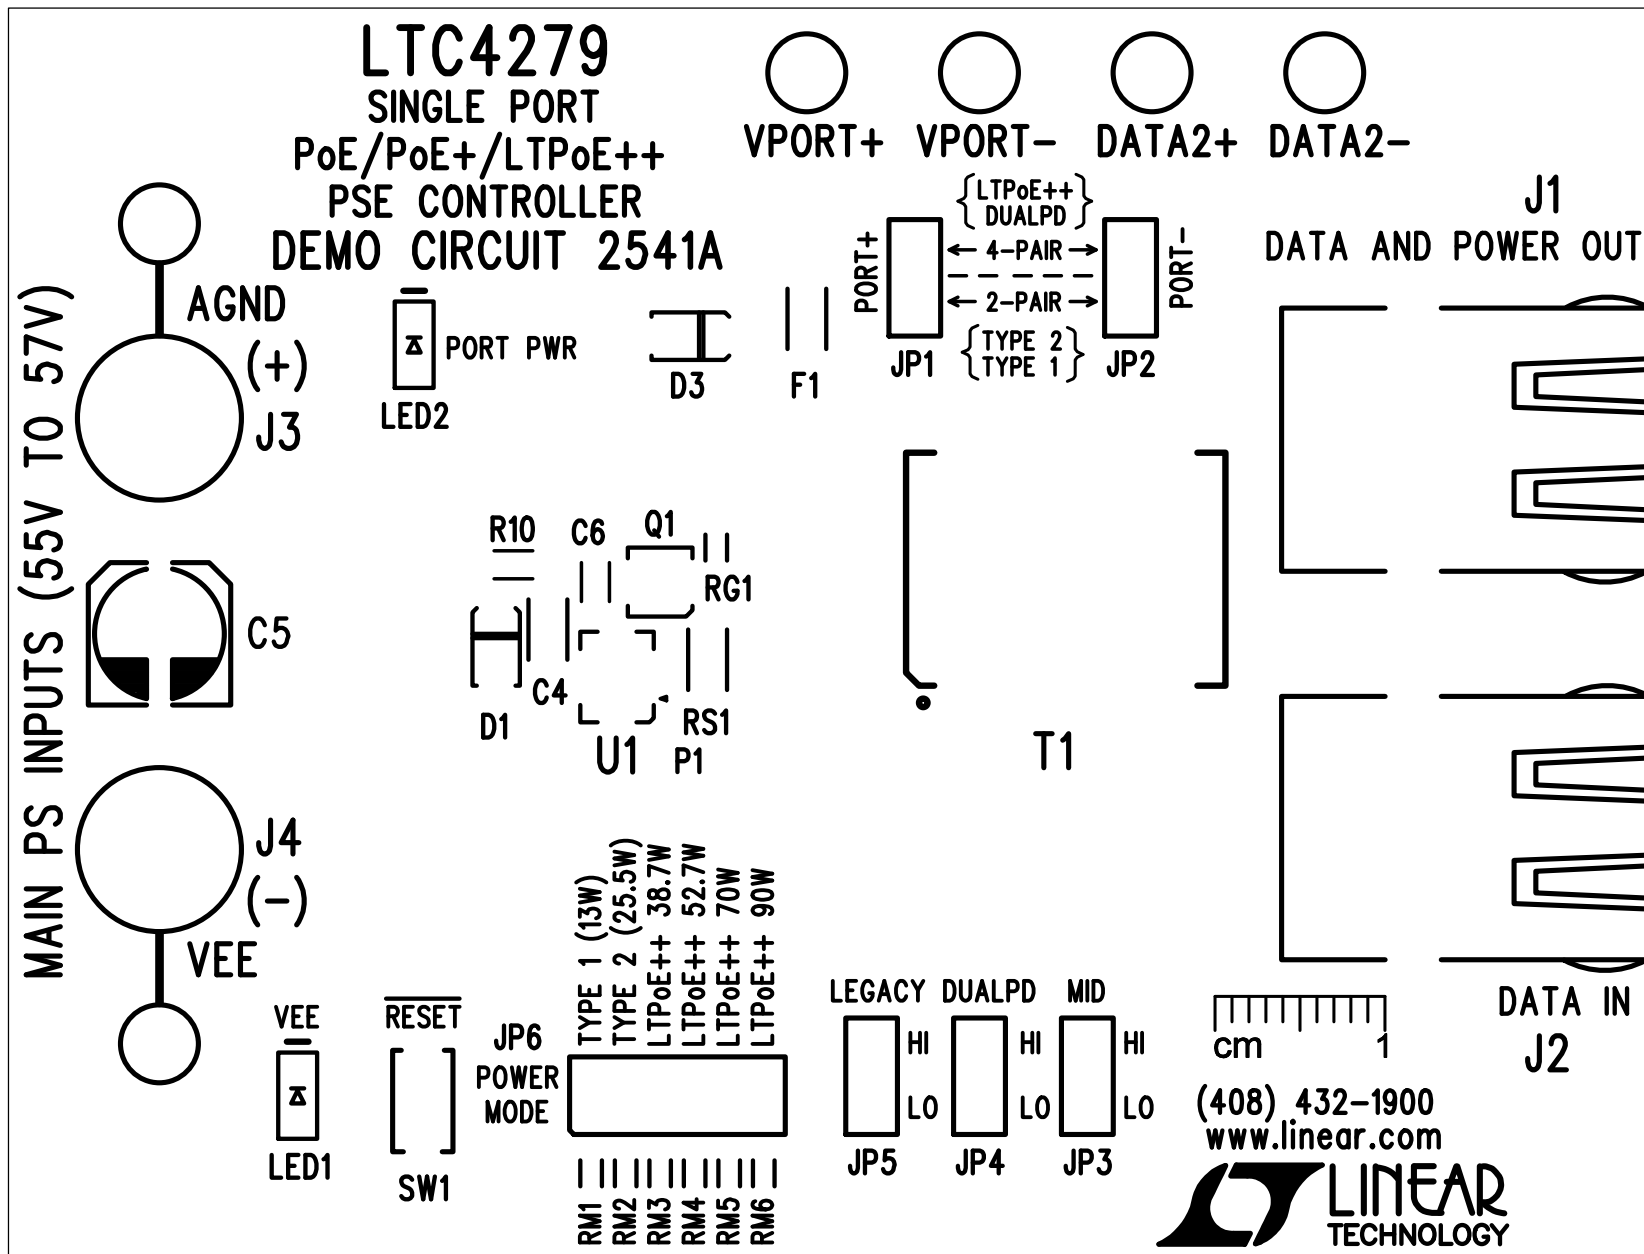 LTC4279
SINGLE PORT
PoE/PoE+/LTPoE++
PSE CONTROLLER
DEMO CIRCUIT 2541A
VPORT+
VPORT-
DATA2+
DATA2-
J1
DATA AND POWER OUT
{LTPoE++}
{DUALPD}
← 4-PAIR →
← 2-PAIR →
{TYPE 2}
{TYPE 1}
PORT+
PORT-
JP1
JP2
MAIN PS INPUTS (55V TO 57V)
AGND
(+)
J3
PORT PWR
LED2
D3
F1
R10
C6
Q1
RG1
C5
C4
D1
U1
RS1
P1
T1
J4
(-)
VEE
TYPE 1 (13W)
TYPE 2 (25.5W)
LTPoE++ 38.7W
LTPoE++ 52.7W
LTPoE++ 70W
LTPoE++ 90W
VEE
LED1
RESET
SW1
JP6
POWER
MODE
RM1
RM2
RM3
RM4
RM5
RM6
LEGACY
HI
LO
JP5
DUALPD
HI
LO
JP4
MID
HI
LO
JP3
cm 1
DATA IN
J2
(408) 432-1900
www.linear.com
LINEAR
TECHNOLOGY